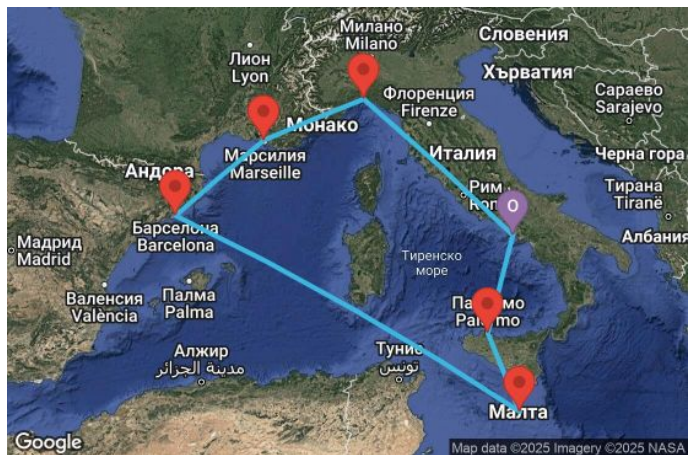 Милано
Milano
Словения
Лион
Lyon
Хърватия
Флоренция
Firenze
Сараево
Sarajevo
Монако
Марсилия
Marseille
Италия
Черна гора
Андора
Рим
O
Тирана
Tiranë
Барселона
Barcelona
Албания
Мадрид
Madrid
Тиренско
море
Палма
Palma
Валенсия
València
Алжир
مدينة الجزائر
Тунис
تونس
Малта
Google
Map data ©2025 Imagery ©2025 NASA